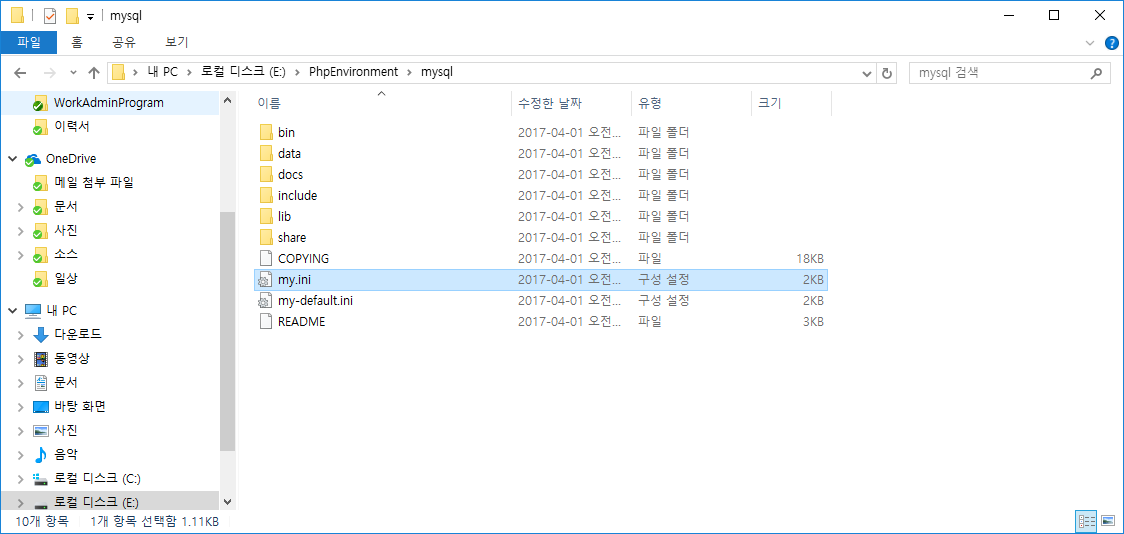 mysql
파일 홈 공유 보기
내 PC 로컬 디스크 (E:) PhpEnvironment mysql mysql 검색
WorkAdminProgram
이력서
OneDrive
메일 첨부 파일
문서
사진
소스
일상
내 PC
다운로드
동영상
문서
바탕 화면
사진
음악
로컬 디스크 (C:)
로컬 디스크 (E:)
이름 수정한 날짜 유형 크기
bin 2017-04-01 오전... 파일 폴더
data 2017-04-01 오전... 파일 폴더
docs 2017-04-01 오전... 파일 폴더
include 2017-04-01 오전... 파일 폴더
lib 2017-04-01 오전... 파일 폴더
share 2017-04-01 오전... 파일 폴더
COPYING 2017-04-01 오전... 파일 18KB
my.ini 2017-04-01 오전... 구성 설정 2KB
my-default.ini 2017-04-01 오전... 구성 설정 2KB
README 2017-04-01 오전... 파일 3KB
10개 항목 1개 항목 선택함 1.11KB